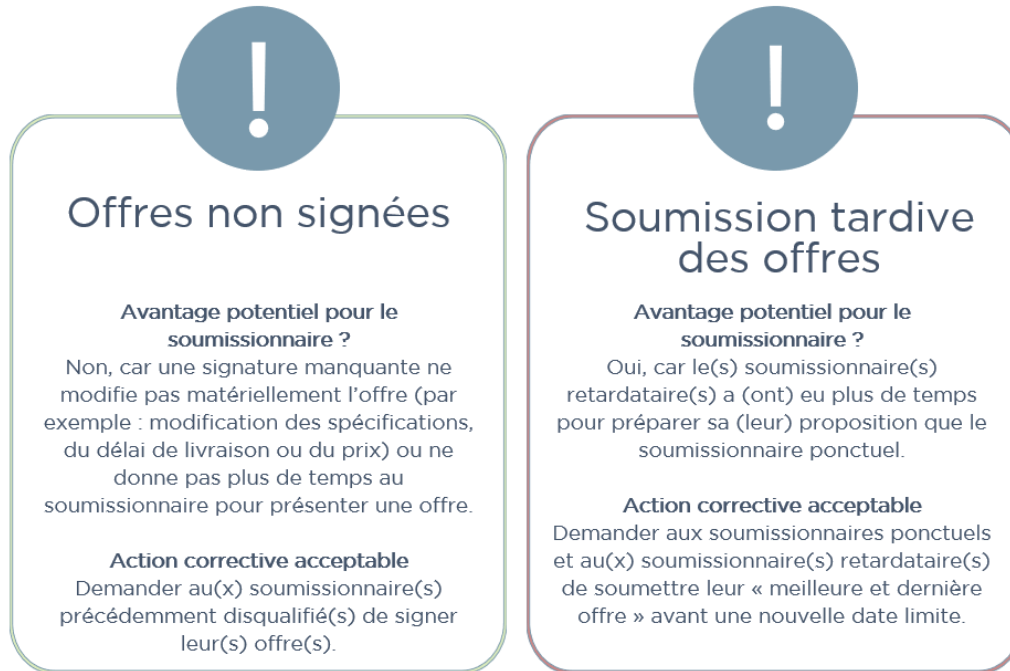 Offres non signées
Avantage potentiel pour le
soumissionnaire ?
Non, car une signature manquante ne
modifie pas matériellement l'offre (par
exemple : modification des spécifications,
du délai de livraison ou du prix) ou ne
donne pas plus de temps au
soumissionnaire pour présenter une offre.
Action corrective acceptable
Demander au(x) soumissionnaire(s)
précédemment disqualifié(s) de signer
leur(s) offre(s).
Soumission tardive
des offres
Avantage potentiel pour le
soumissionnaire ?
Oui, car le(s) soumissionnaire(s)
retardataire(s) a (ont) eu plus de temps
pour préparer sa (leur) proposition que le
soumissionnaire ponctuel.
Action corrective acceptable
Demander aux soumissionnaires ponctuels
et au(x) soumissionnaire(s) retardataire(s)
de soumettre leur « meilleure et dernière
offre » avant une nouvelle date limite.